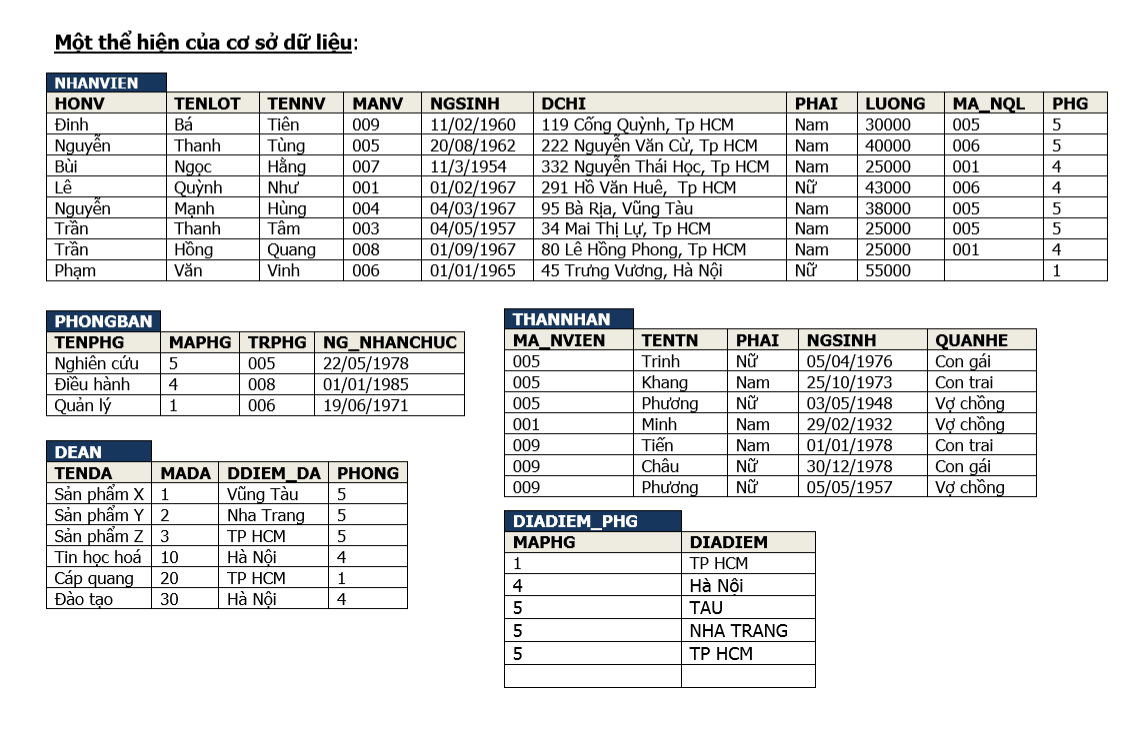 Một thể hiện của cơ sở dữ liệu:
NHANVIEN
HONV TENLOT TENNV MANV NGSINH DCHI PHAI LUONG MA_NQL PHG
Đinh Bá Tiên 009 11/02/1960 119 Cống Quỳnh, Tp HCM Nam 30000 005 5
Nguyễn Thanh Tùng 005 20/08/1962 222 Nguyễn Văn Cừ, Tp HCM Nam 40000 006 5
Bùi Ngọc Hằng 007 11/3/1954 332 Nguyễn Thái Học, Tp HCM Nam 25000 001 4
Lê Quỳnh Như 001 01/02/1967 291 Hồ Văn Huê, Tp HCM Nữ 43000 006 4
Nguyễn Mạnh Hùng 004 04/03/1967 95 Bà Rịa, Vũng Tàu Nam 38000 005 5
Trần Thanh Tâm 003 04/05/1957 34 Mai Thị Lự, Tp HCM Nam 25000 005 5
Trần Hồng Quang 008 01/09/1967 80 Lê Hồng Phong, Tp HCM Nam 25000 001 4
Phạm Văn Vinh 006 01/01/1965 45 Trưng Vương, Hà Nội Nữ 55000 1
PHONGBAN
TENPHG MAPHG TRPHG NG_NHANCHUC
Nghiên cứu 5 005 22/05/1978
Điều hành 4 008 01/01/1985
Quản lý 1 006 19/06/1971
THANNHAN
MA_NVIEN TENTN PHAI NGSINH QUANHE
005 Trinh Nữ 05/04/1976 Con gái
005 Khang Nam 25/10/1973 Con trai
005 Phương Nữ 03/05/1948 Vợ chồng
001 Minh Nam 29/02/1932 Vợ chồng
009 Tiến Nam 01/01/1978 Con trai
009 Châu Nữ 30/12/1978 Con gái
009 Phương Nữ 05/05/1957 Vợ chồng
DEAN
TENDA MADA DDIEM_DA PHONG
Sản phẩm X 1 Vũng Tàu 5
Sản phẩm Y 2 Nha Trang 5
Sản phẩm Z 3 TP HCM 5
Tin học hoá 10 Hà Nội 4
Cáp quang 20 TP HCM 1
Đào tạo 30 Hà Nội 4
DIADIEM_PHG
MAPHG DIADIEM
1 TP HCM
4 Hà Nội
5 TAU
5 NHA TRANG
5 TP HCM